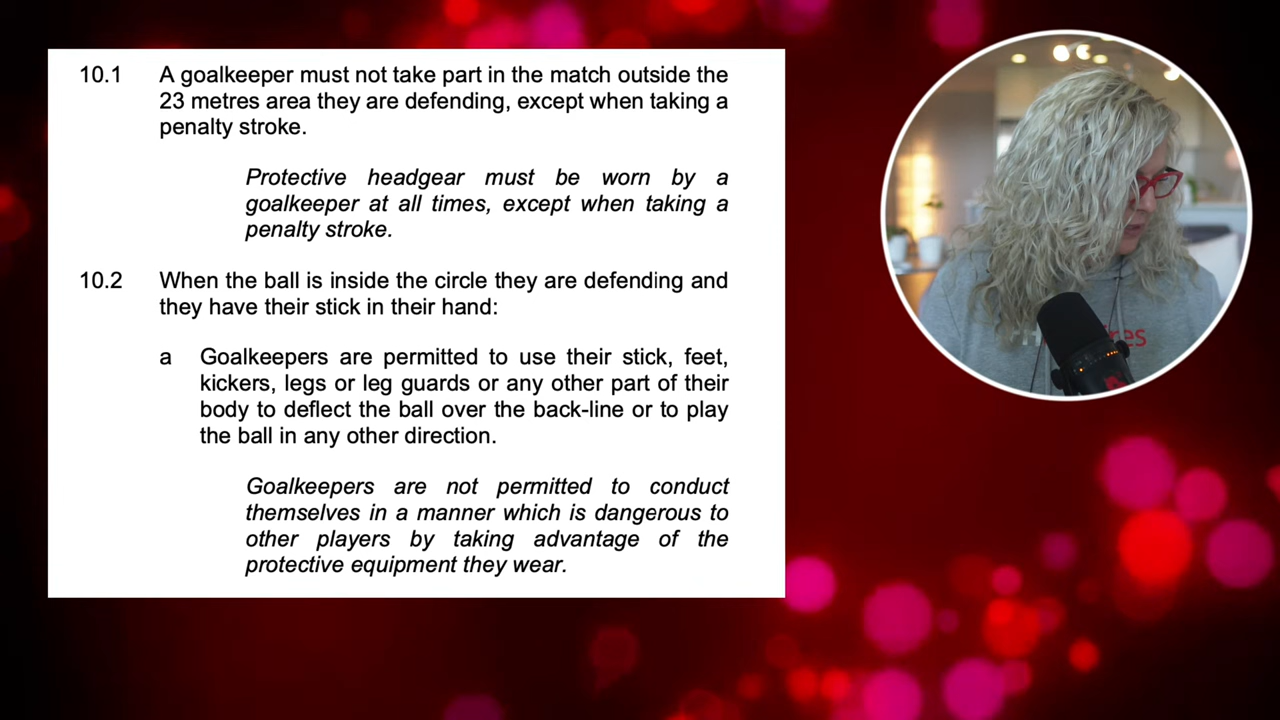 10.1 A goalkeeper must not take part in the match outside the
23 metres area they are defending, except when taking a
penalty stroke.
Protective headgear must be worn by a
goalkeeper at all times, except when taking a
penalty stroke.
10.2 When the ball is inside the circle they are defending and
they have their stick in their hand:
a Goalkeepers are permitted to use their stick, feet,
kickers, legs or leg guards or any other part of their
body to deflect the ball over the back-line or to play
the ball in any other direction.
Goalkeepers are not permitted to conduct
themselves in a manner which is dangerous to
other players by taking advantage of the
protective equipment they wear.